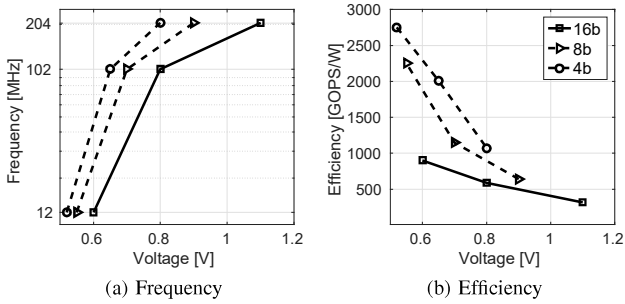 204
102
12
Frequency [MHz]
0.6 0.8 1 1.2
Voltage [V]
(a) Frequency
3000
2500
2000
1500
1000
500
Efficiency [GOPS/W]
16b
8b
4b
0.6 0.8 1 1.2
Voltage [V]
(b) Efficiency